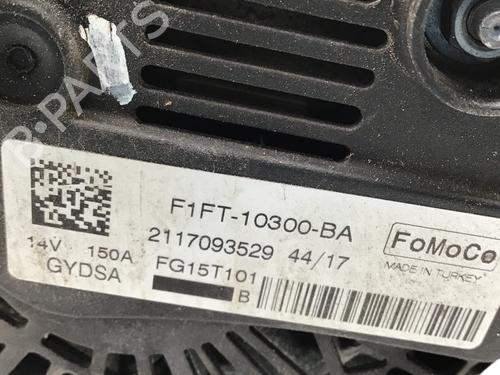 B-PARTS
F1FT-10300-BA
14V 150A
2117093529 44/17
GYDSA
FG15T101
B
FoMoCo
MADE IN TURKEY